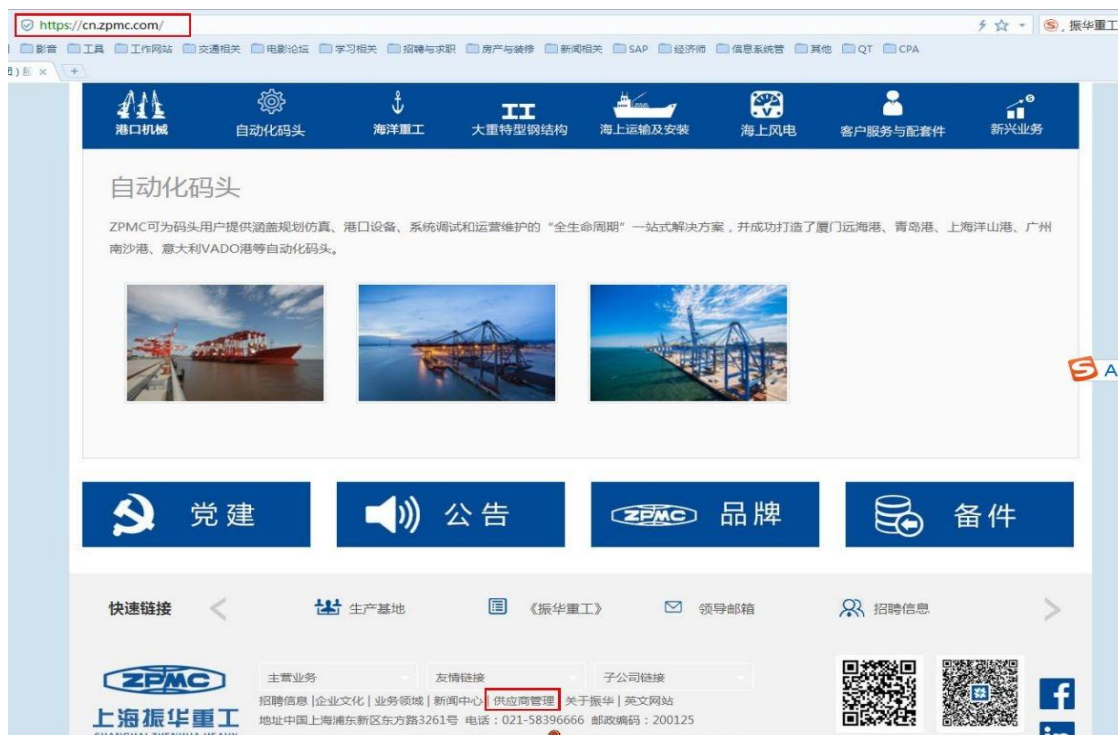 https://cn.zpmc.com/
振华重工
影音 工具 工作网站 交通相关 电影论坛 学习相关 招聘与求职 房产与装修 新闻相关 SAP 经济师 信息系统管 其他 QT CPA
港口机械 自动化码头 海洋重工 大重特型钢结构 海上运输及安装 海上风电 客户服务与配套件 新兴业务
自动化码头
ZPMC可为码头用户提供涵盖规划仿真、港口设备、系统调试和运营维护的“全生命周期”一站式解决方案，并成功打造了厦门远海港、青岛港、上海洋山港、广州
南沙港、意大利VADO港等自动化码头。
A
党建 公告 ZPMC 品牌 备件
快速链接 生产基地 《振华重工》 领导邮箱 招聘信息
ZPMC
主营业务 友情链接 子公司链接
招聘信息 | 企业文化 | 业务领域 | 新闻中心 | 供应商管理 | 关于振华 | 英文网站
上海振华重工
地址中国上海浦东新区东方路3261号 电话：021-58396666 邮政编码：200125